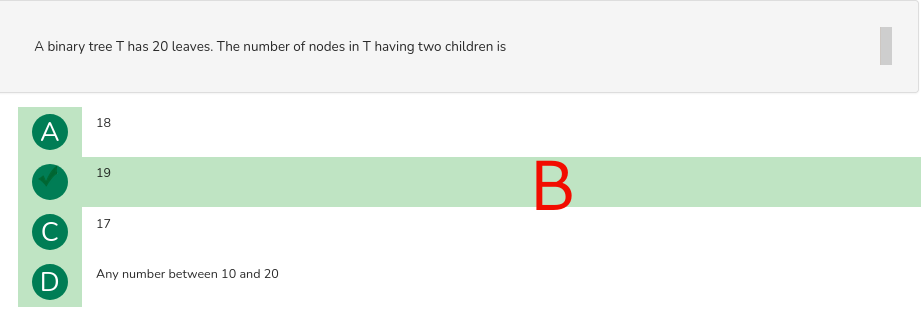 A binary tree T has 20 leaves. The number of nodes in T having two children is
A 18
19 B
C 17
D Any number between 10 and 20